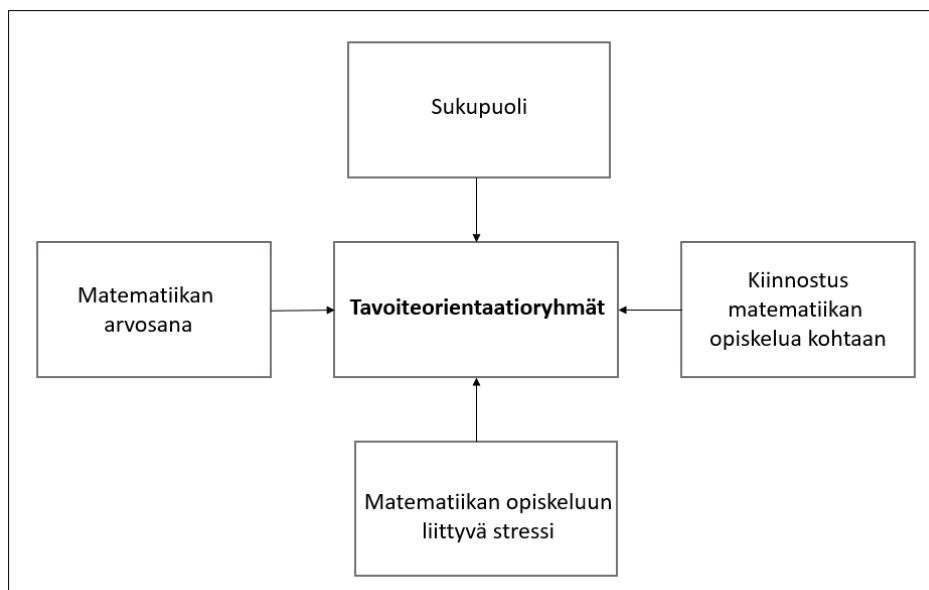 Sukupuoli
Matematiikan
arvosana
Tavoiteorientaatioryhmät
Kiinnostus
matematiikan
opiskelua kohtaan
Matematiikan opiskeluun
liittyvä stressi